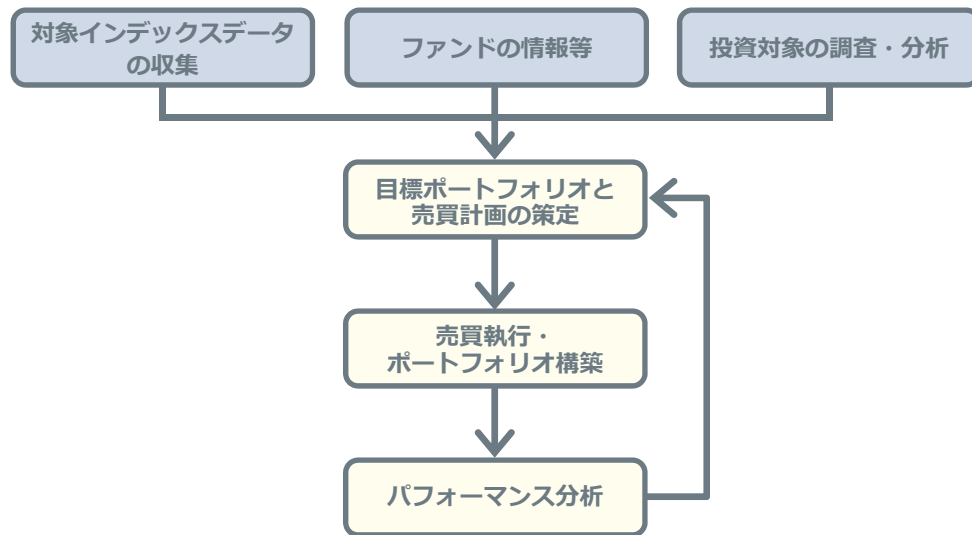 対象インデックスデータ
の収集
ファンドの情報等
投資対象の調査・分析
目標ポートフォリオと
売買計画の策定
売買執行・
ポートフォリオ構築
パフォーマンス分析